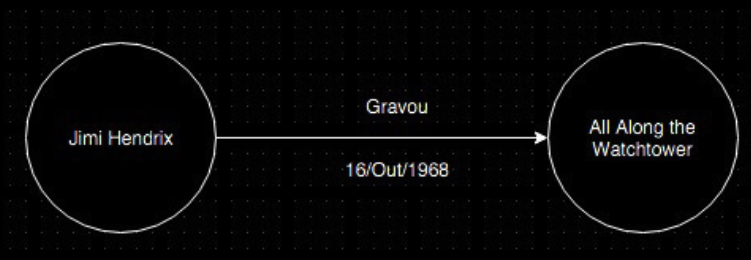 Jimi Hendrix
Gravou
16/Out/1968
All Along the
Watchtower